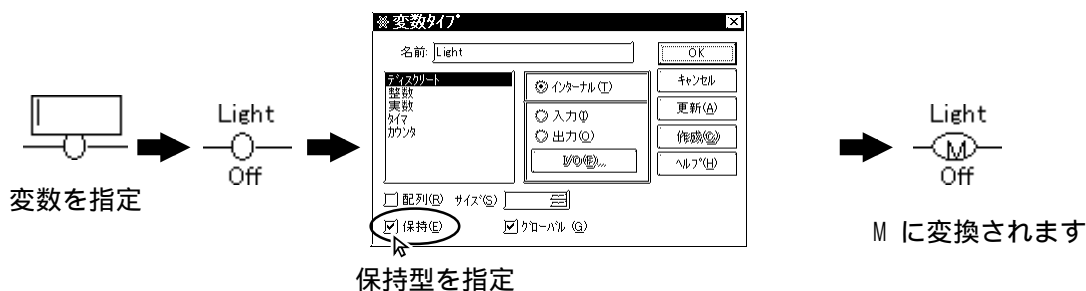 変数を指定
Light
Off
変数タイプ
名前: Light
ディスクリート
整数
実数
タイマ
カウンタ
インターナル(T)
入力(I)
出力(O)
I/O(F)...
OK
キャンセル
更新(A)
作成(C)
ヘルプ(H)
配列(R) サイズ(S)
保持(E)
グローバル (G)
保持型を指定
Light
M
Off
M に変換されます